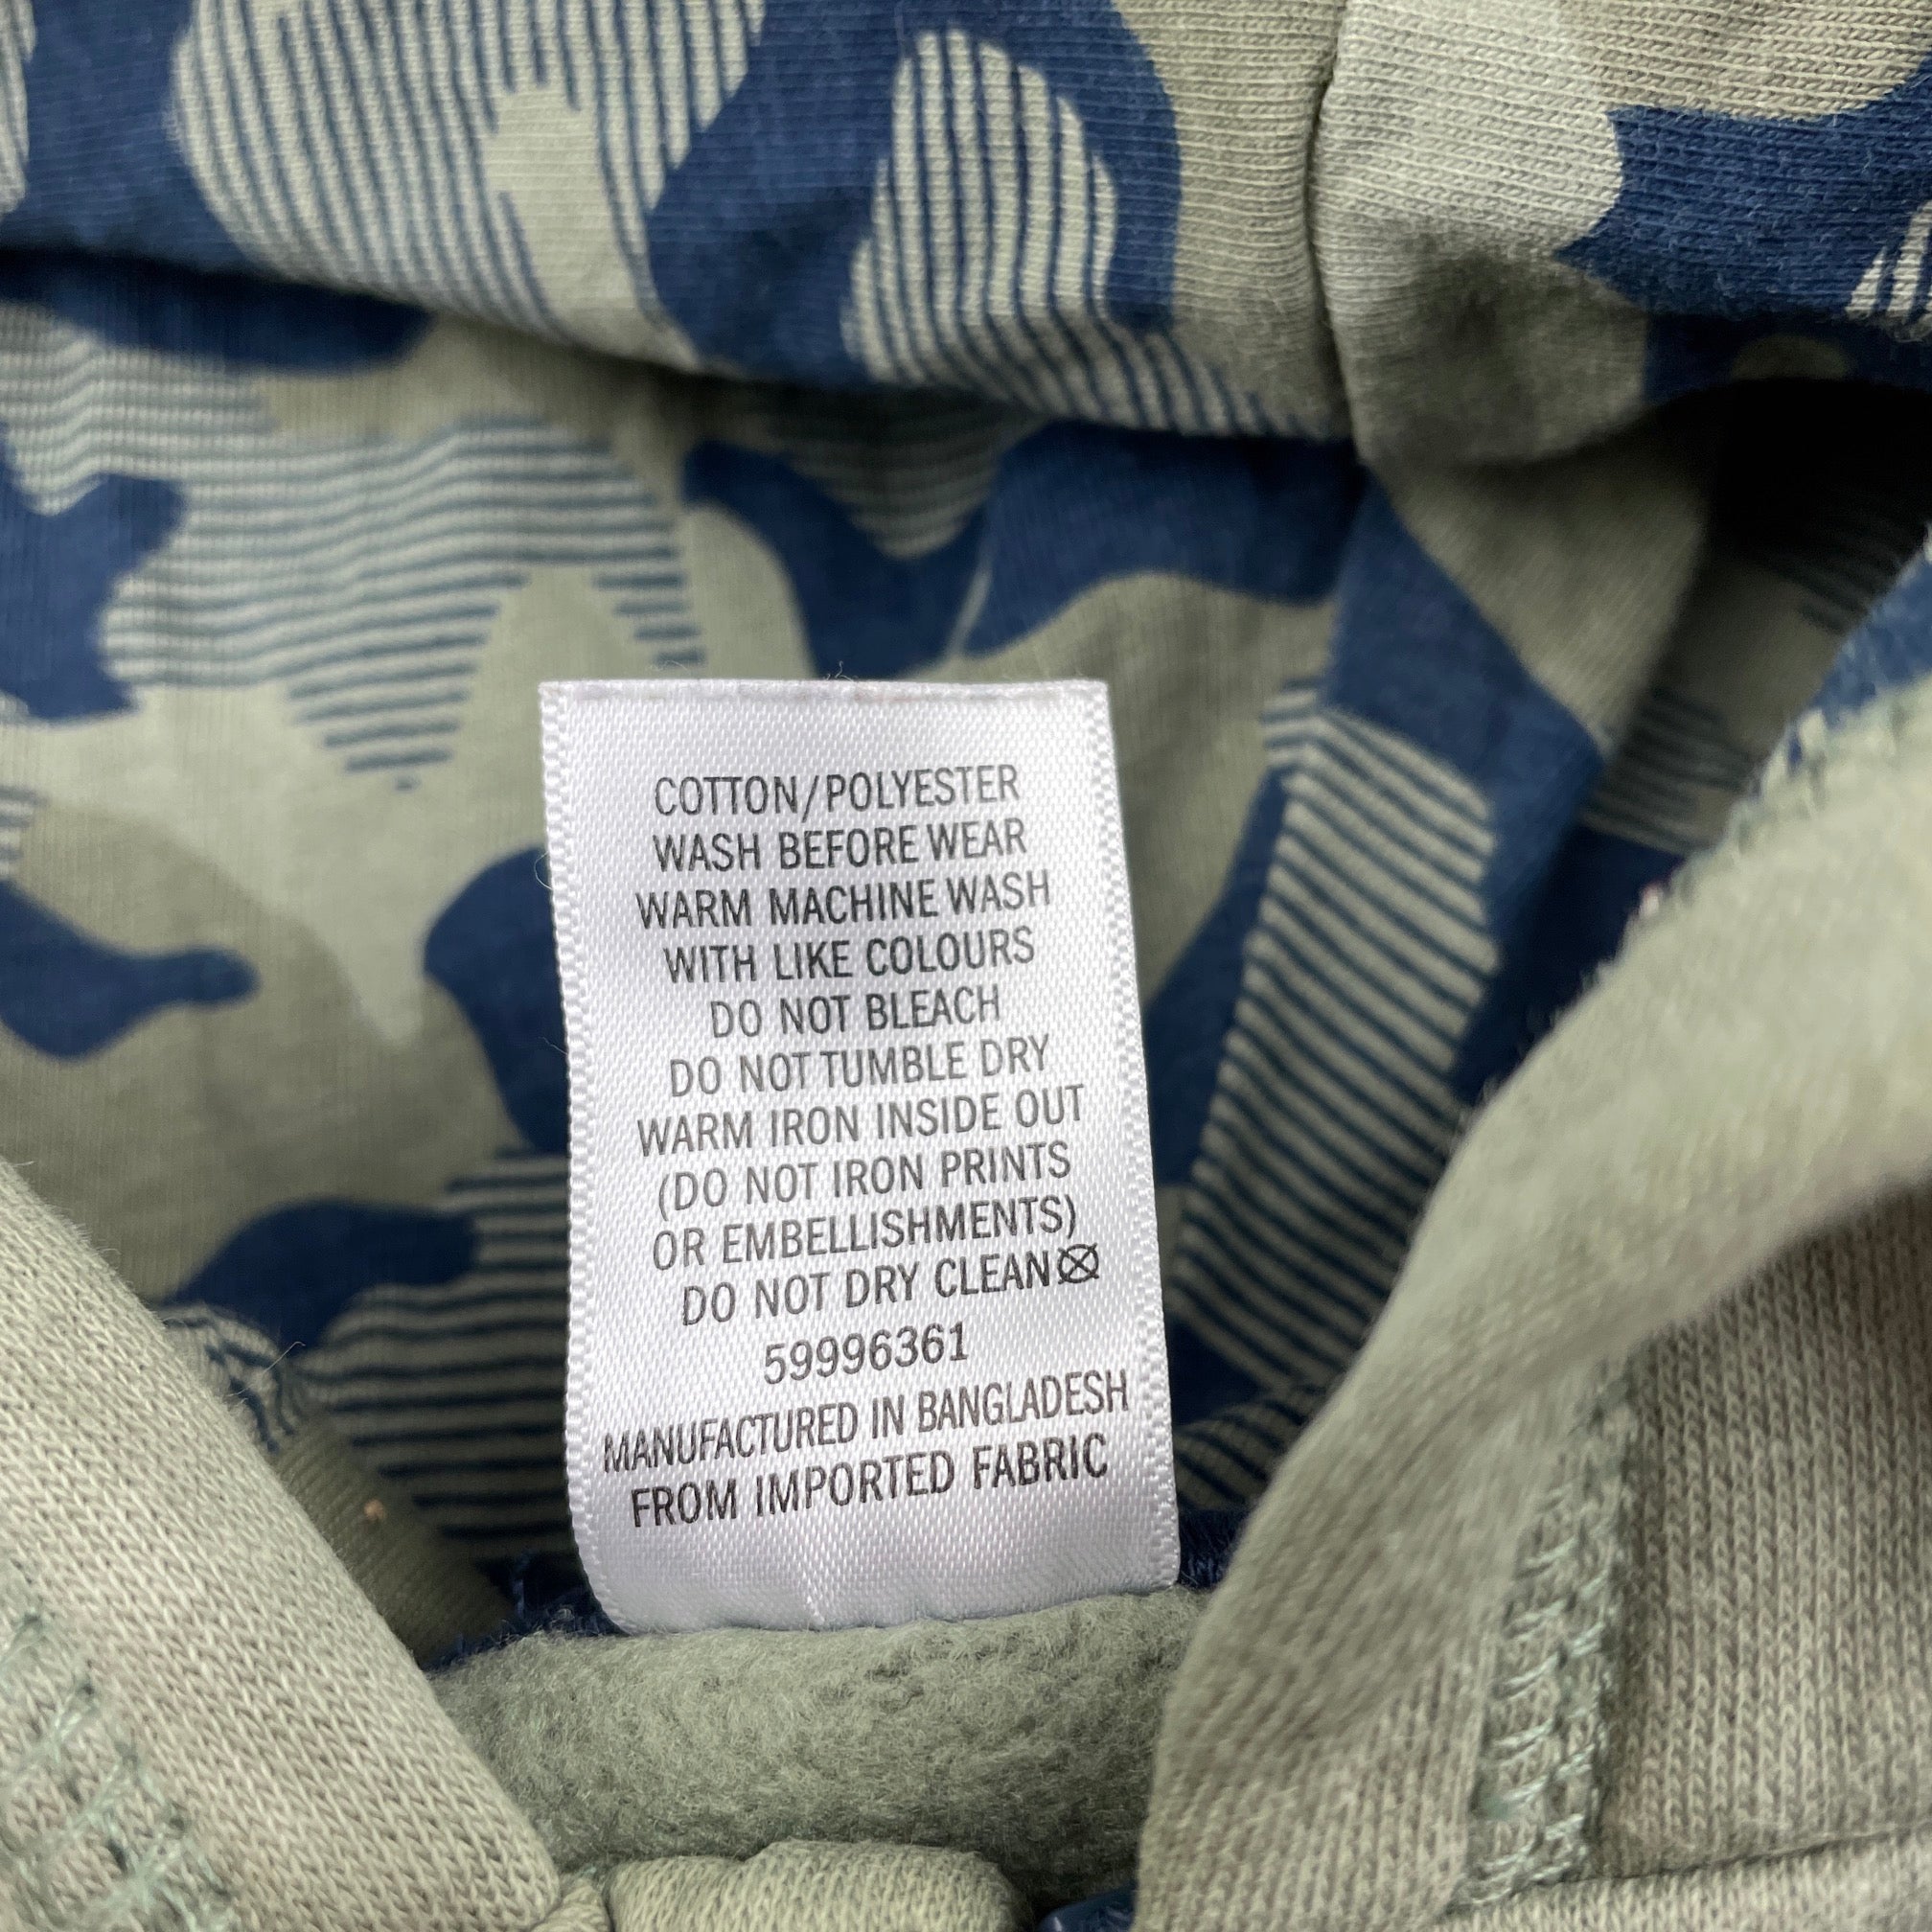 COTTON/POLYESTER
WASH BEFORE WEAR
WARM MACHINE WASH
WITH LIKE COLOURS
DO NOT BLEACH
DO NOT TUMBLE DRY
WARM IRON INSIDE OUT
(DO NOT IRON PRINTS
OR EMBELLISHMENTS)
DO NOT DRY CLEAN
59996361
MANUFACTURED IN BANGLADESH
FROM IMPORTED FABRIC